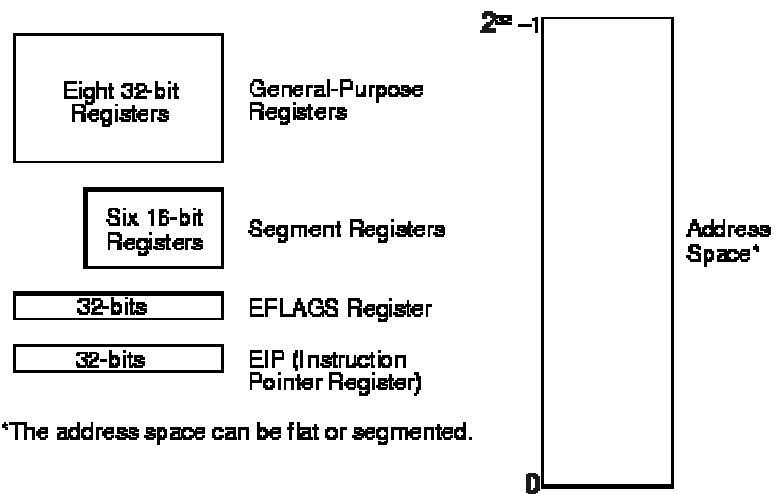 Eight 32-bit
Registers
General-Purpose
Registers
Six 16-bit
Registers
Segment Registers
32-bits
EFLAGS Register
32-bits
EIP (Instruction
Pointer Register)
*The address space can be flat or segmented.
2³² –1
Address
Space*
0